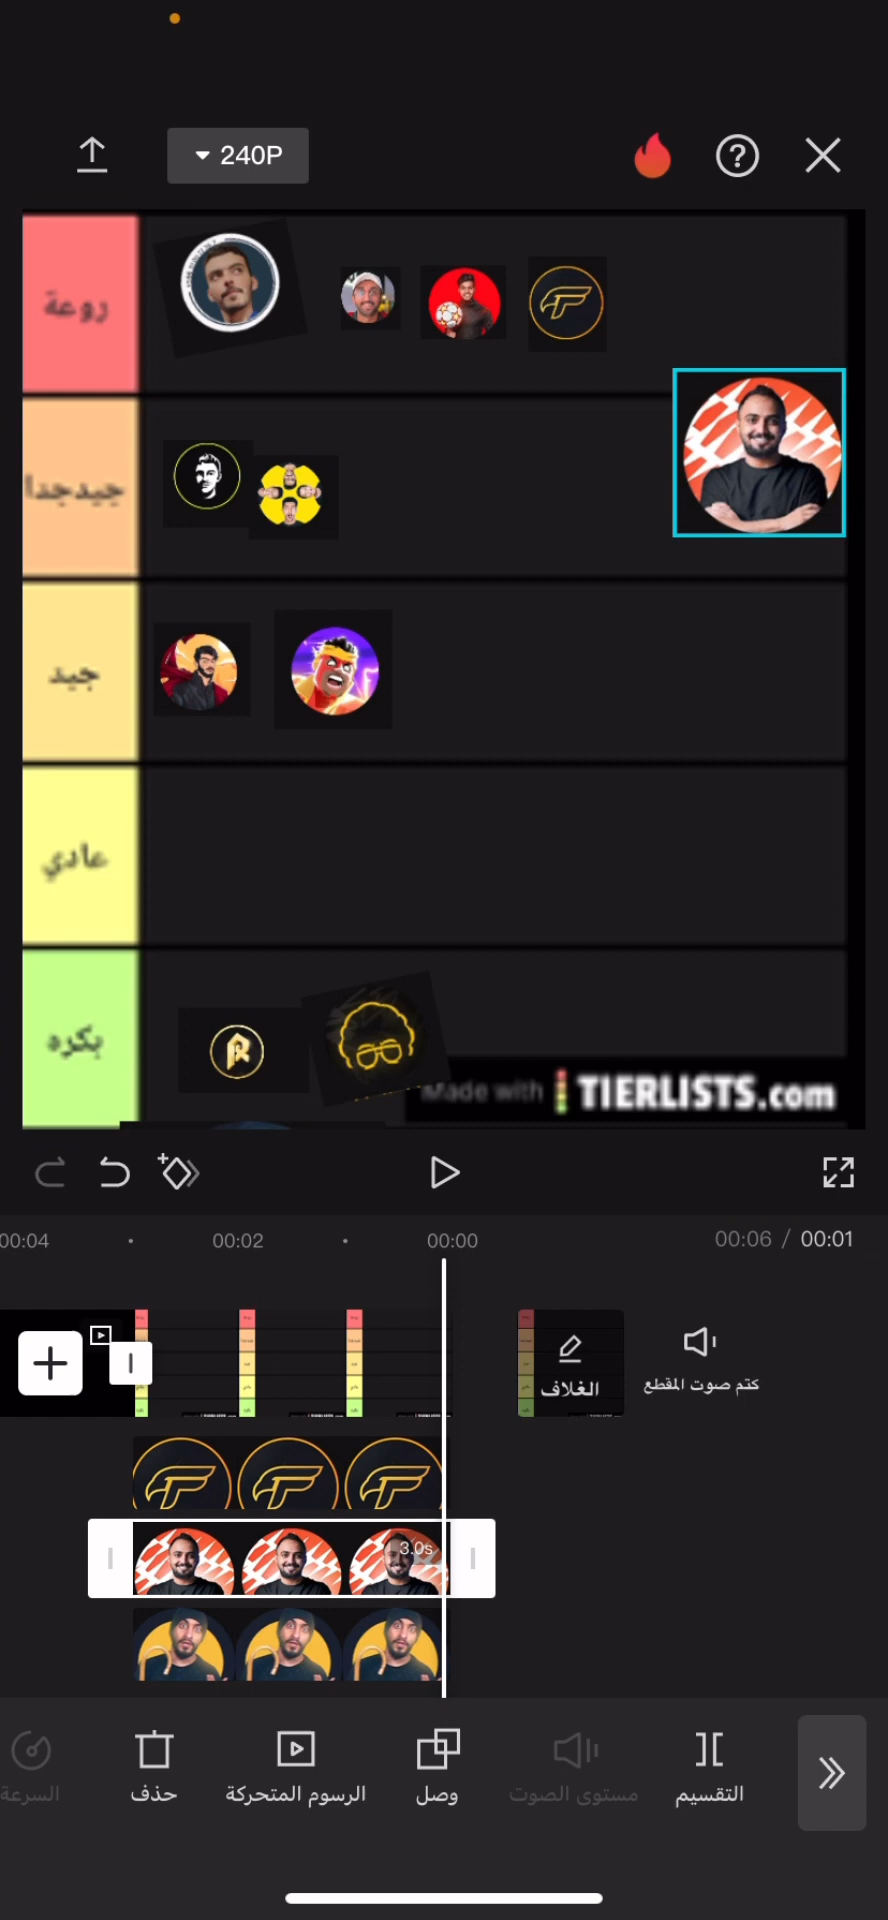 240P
روعة
جيدجدا
جيد
عادي
بكره
Made with TIERLISTS.com
00:04
00:02
00:00
00:06 / 00:01
الغلاف
كتم صوت المقطع
3.0s
السرعة
حذف
الرسوم المتحركة
وصل
مستوى الصوت
التقسيم